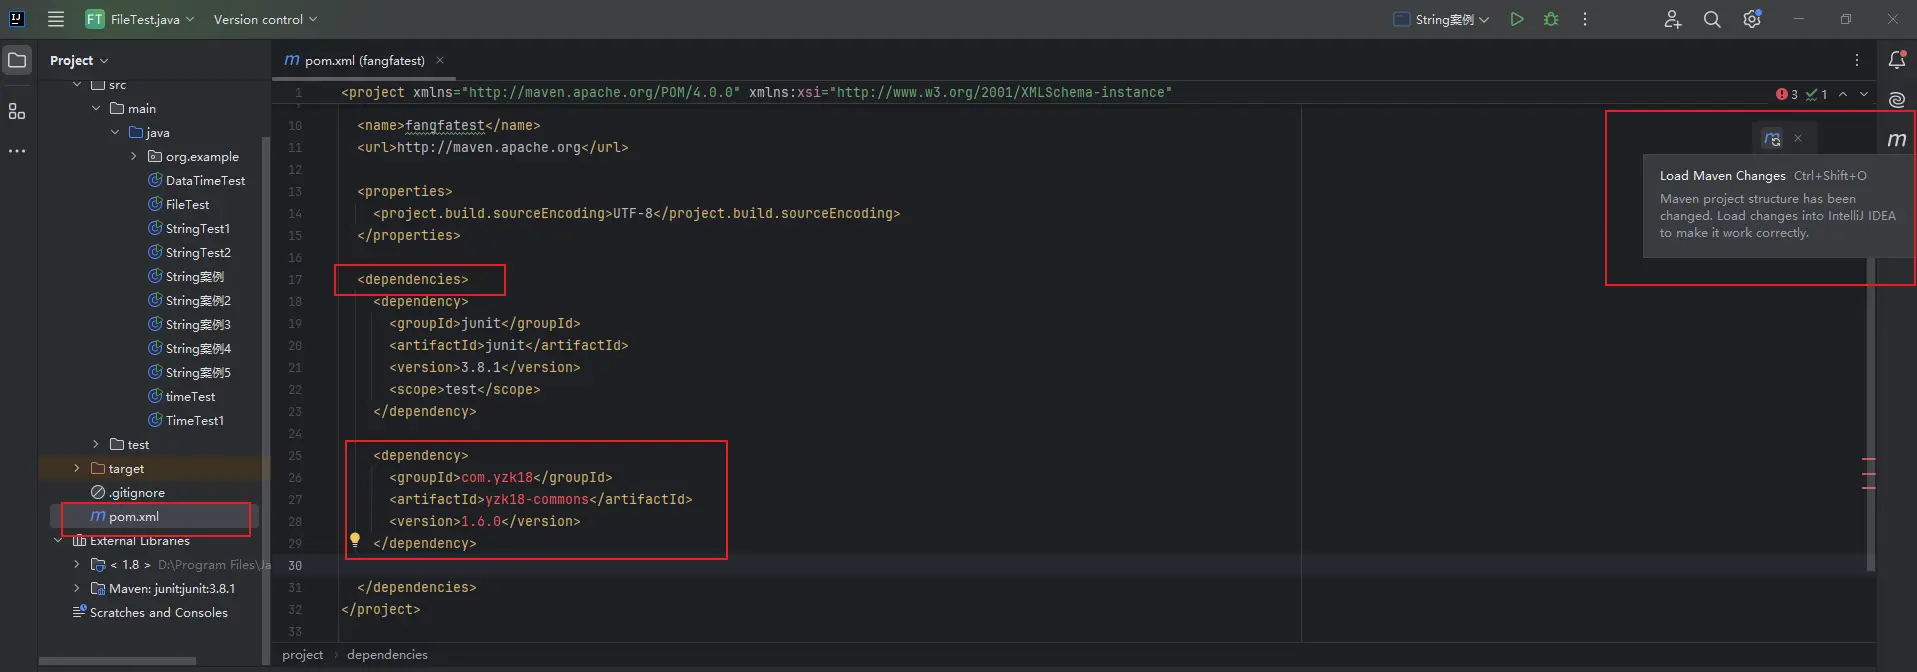 FT FileTest.java Version control String案例
Project
pom.xml (fangfatest)
src
main
java
org.example
DataTimeTest
FileTest
StringTest1
StringTest2
String案例
String案例2
String案例3
String案例4
String案例5
timeTest
TimeTest1
test
target
.gitignore
pom.xml
External Libraries
< 1.8 > D:\Program Files\Ja
Maven: junit:junit:3.8.1
Scratches and Consoles
1 <project xmlns="http://maven.apache.org/POM/4.0.0" xmlns:xsi="http://www.w3.org/2001/XMLSchema-instance"
3 1
10 <name>fangfatest</name>
11 <url>http://maven.apache.org</url>
12
13 <properties>
14 <project.build.sourceEncoding>UTF-8</project.build.sourceEncoding>
15 </properties>
16
17 <dependencies>
18 <dependency>
19 <groupId>junit</groupId>
20 <artifactId>junit</artifactId>
21 <version>3.8.1</version>
22 <scope>test</scope>
23 </dependency>
24
25 <dependency>
26 <groupId>com.yzk18</groupId>
27 <artifactId>yzk18-commons</artifactId>
28 <version>1.6.0</version>
29 </dependency>
30
31 </dependencies>
32 </project>
33
Load Maven Changes Ctrl+Shift+O
Maven project structure has been
changed. Load changes into IntelliJ IDEA
to make it work correctly.
project > dependencies